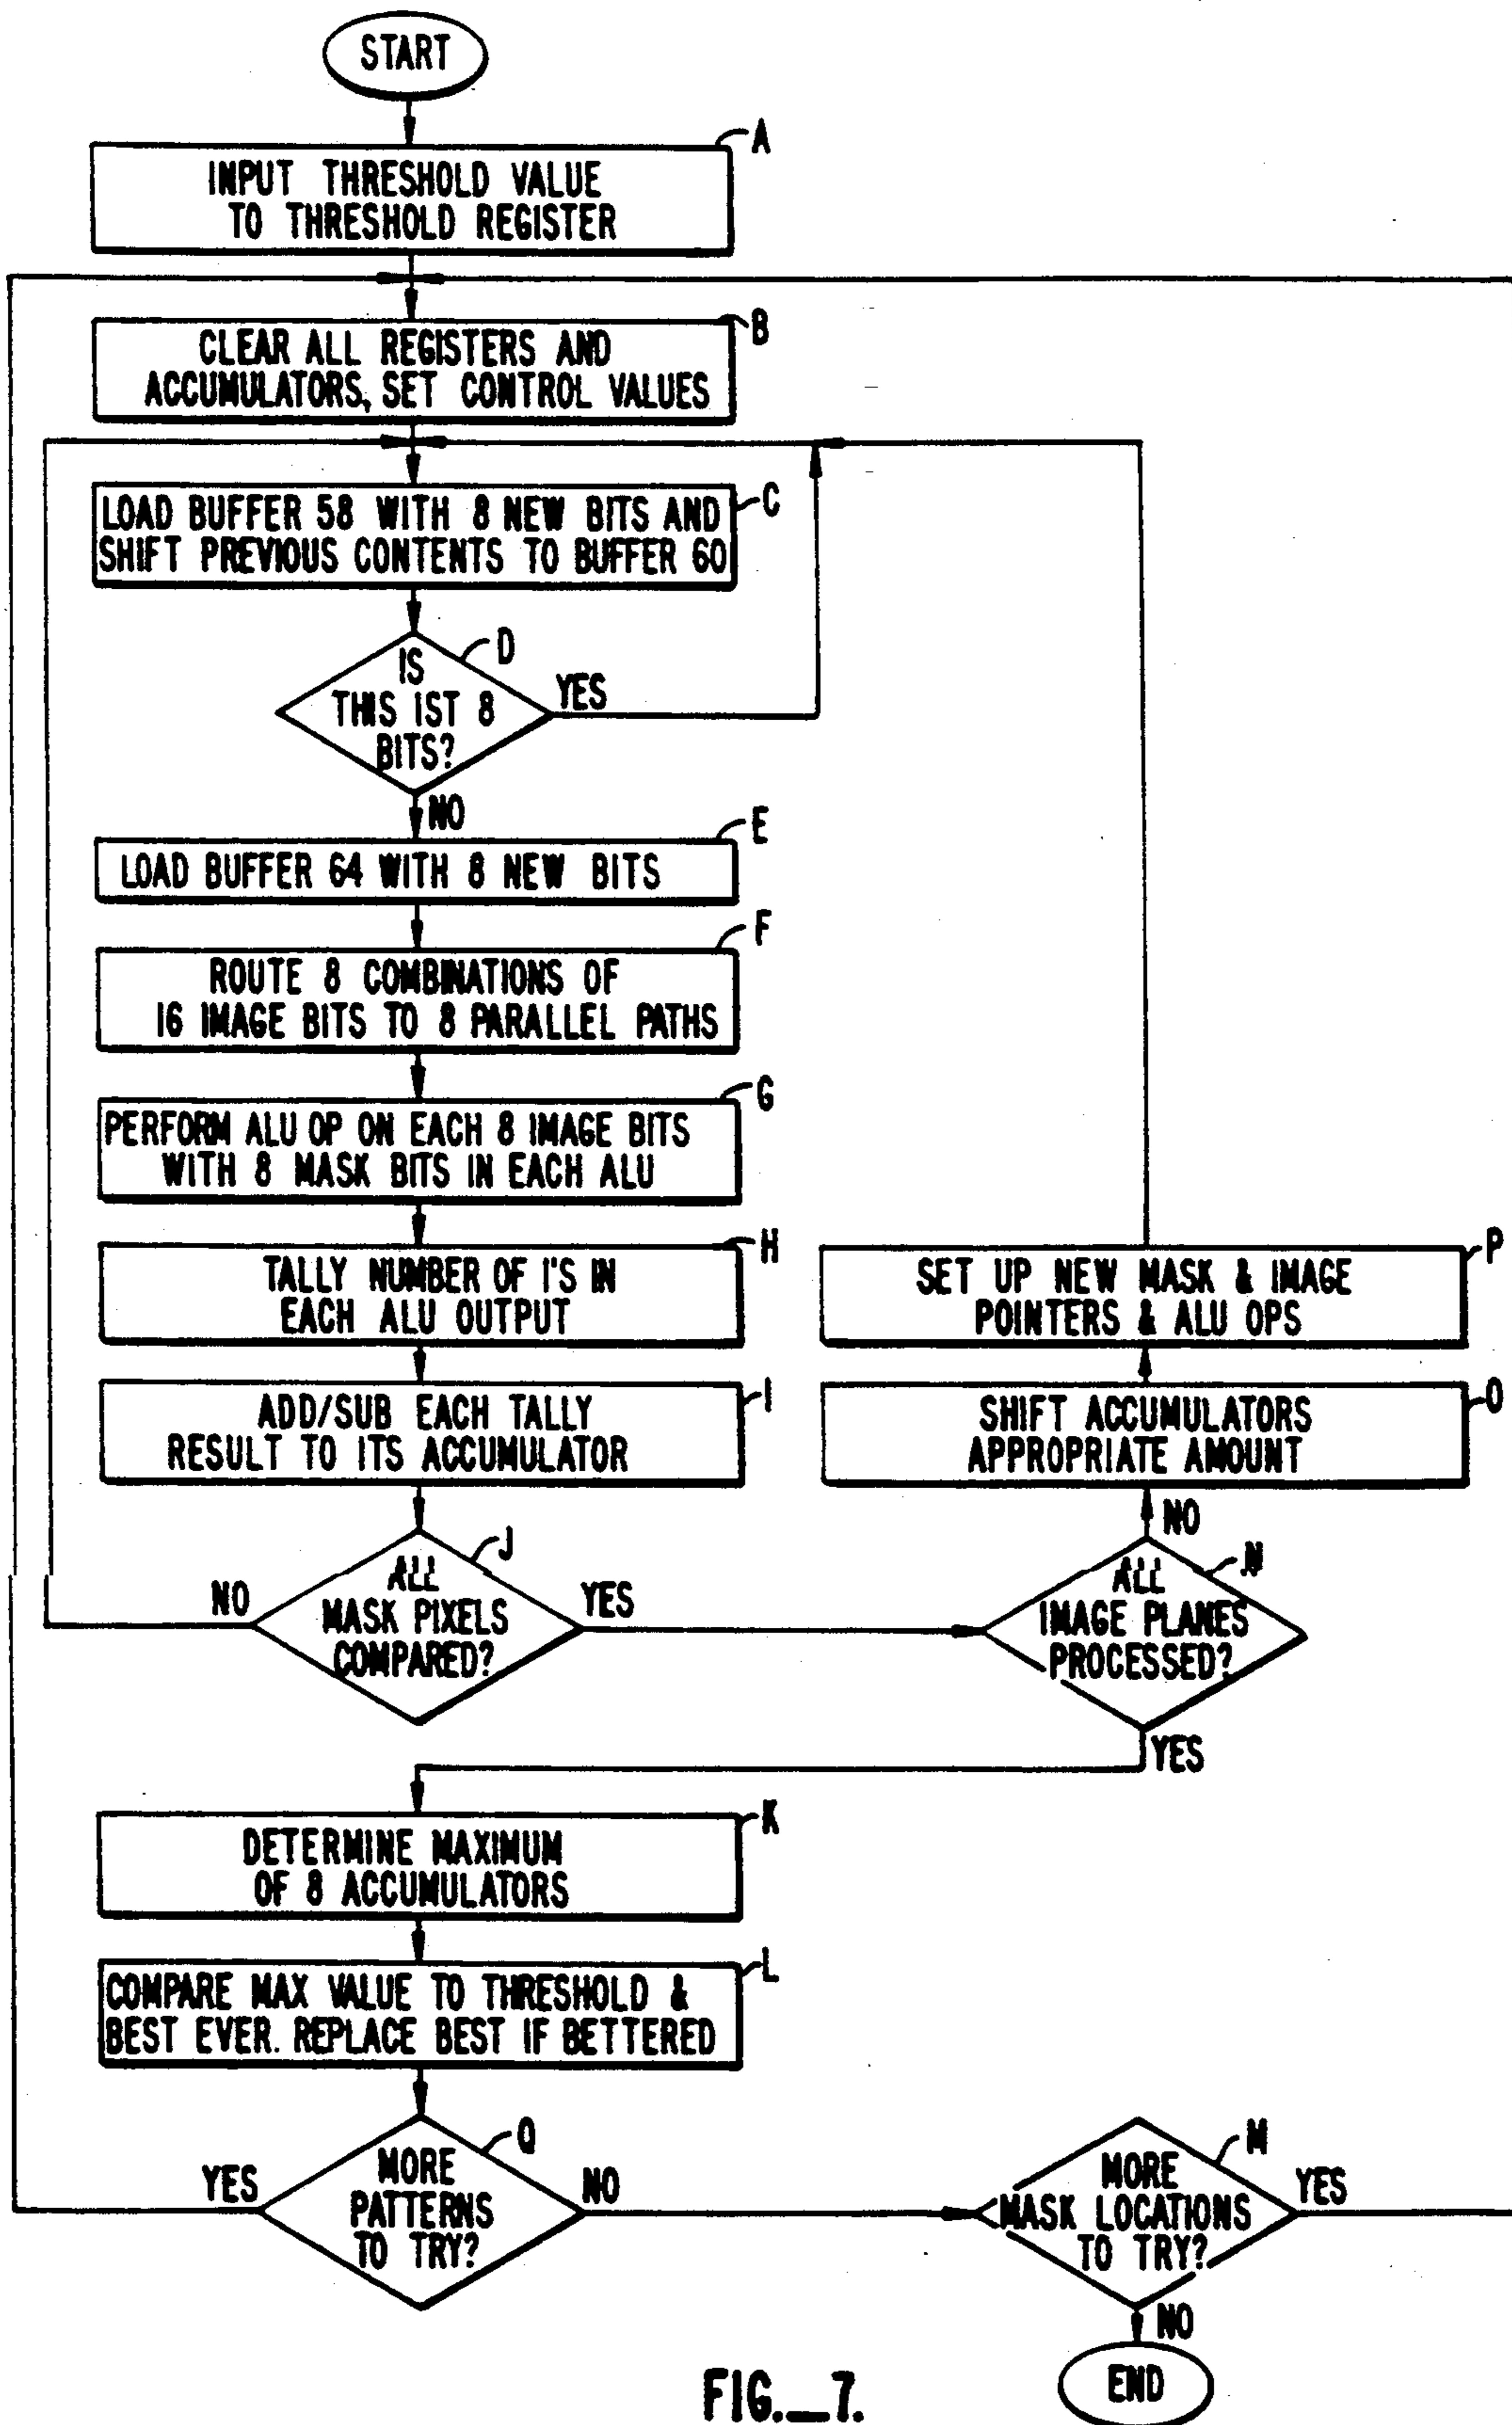 START
A
INPUT THRESHOLD VALUE
TO THRESHOLD REGISTER
B
CLEAR ALL REGISTERS AND
ACCUMULATORS, SET CONTROL VALUES
C
LOAD BUFFER 58 WITH 8 NEW BITS AND
SHIFT PREVIOUS CONTENTS TO BUFFER 60
D
IS
THIS 1ST 8
BITS?
YES
NO
E
LOAD BUFFER 64 WITH 8 NEW BITS
F
ROUTE 8 COMBINATIONS OF
16 IMAGE BITS TO 8 PARALLEL PATHS
G
PERFORM ALU OP ON EACH 8 IMAGE BITS
WITH 8 MASK BITS IN EACH ALU
H
TALLY NUMBER OF 1'S IN
EACH ALU OUTPUT
P
SET UP NEW MASK & IMAGE
POINTERS & ALU OPS
I
ADD/SUB EACH TALLY
RESULT TO ITS ACCUMULATOR
O
SHIFT ACCUMULATORS
APPROPRIATE AMOUNT
NO
J
ALL
MASK PIXELS
COMPARED?
NO
YES
N
ALL
IMAGE PLANES
PROCESSED?
YES
K
DETERMINE MAXIMUM
OF 8 ACCUMULATORS
L
COMPARE MAX VALUE TO THRESHOLD &
BEST EVER. REPLACE BEST IF BETTERED
Q
MORE
PATTERNS
TO TRY?
YES
NO
M
MORE
MASK LOCATIONS
TO TRY?
YES
NO
END
FIG._7.